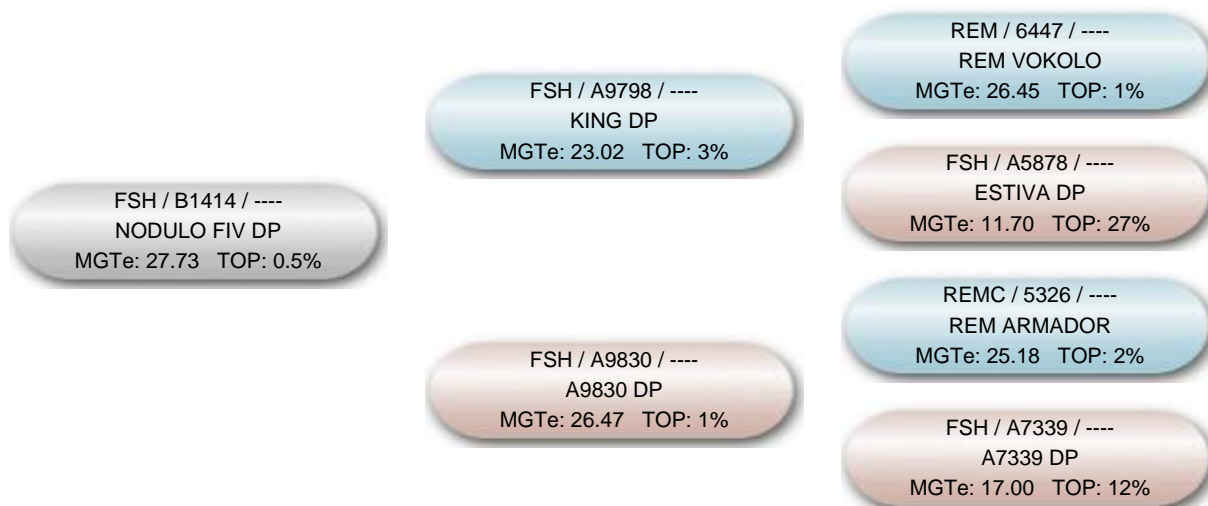 FSH / B1414 / ----
NODULO FIV DP
MGTe: 27.73 TOP: 0.5%
FSH / A9798 / ----
KING DP
MGTe: 23.02 TOP: 3%
FSH / A9830 / ----
A9830 DP
MGTe: 26.47 TOP: 1%
REM / 6447 / ----
REM VOKOLO
MGTe: 26.45 TOP: 1%
FSH / A5878 / ----
ESTIVA DP
MGTe: 11.70 TOP: 27%
REMC / 5326 / ----
REM ARMADOR
MGTe: 25.18 TOP: 2%
FSH / A7339 / ----
A7339 DP
MGTe: 17.00 TOP: 12%